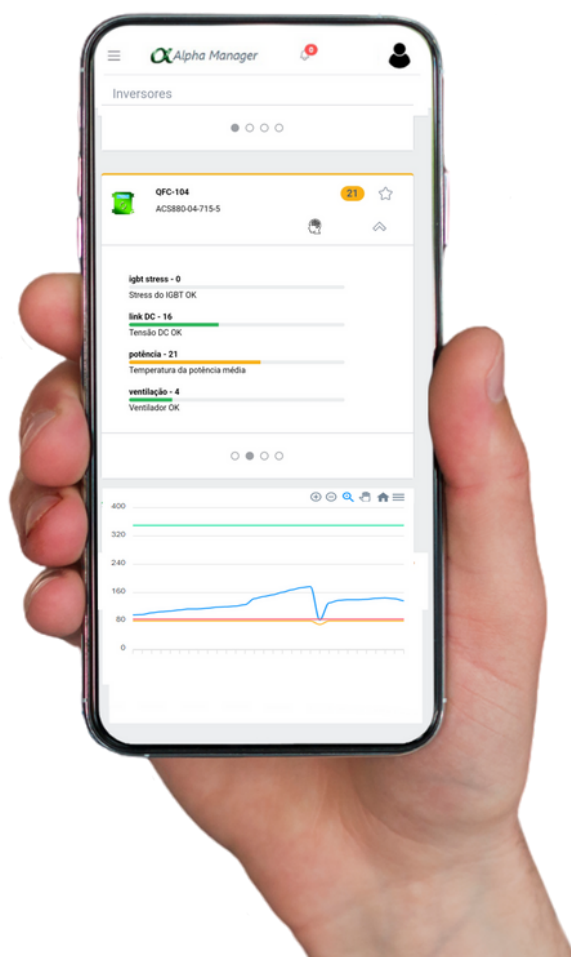 αAlpha Manager
Inversores
QFC-104
21
ACS880-04-715-5
igbt stress - 0
Stress do IGBT OK
link DC - 16
Tensão DC OK
potência - 21
Temperatura da potência média
ventilação - 4
Ventilador OK
400
320
240
160
80
0